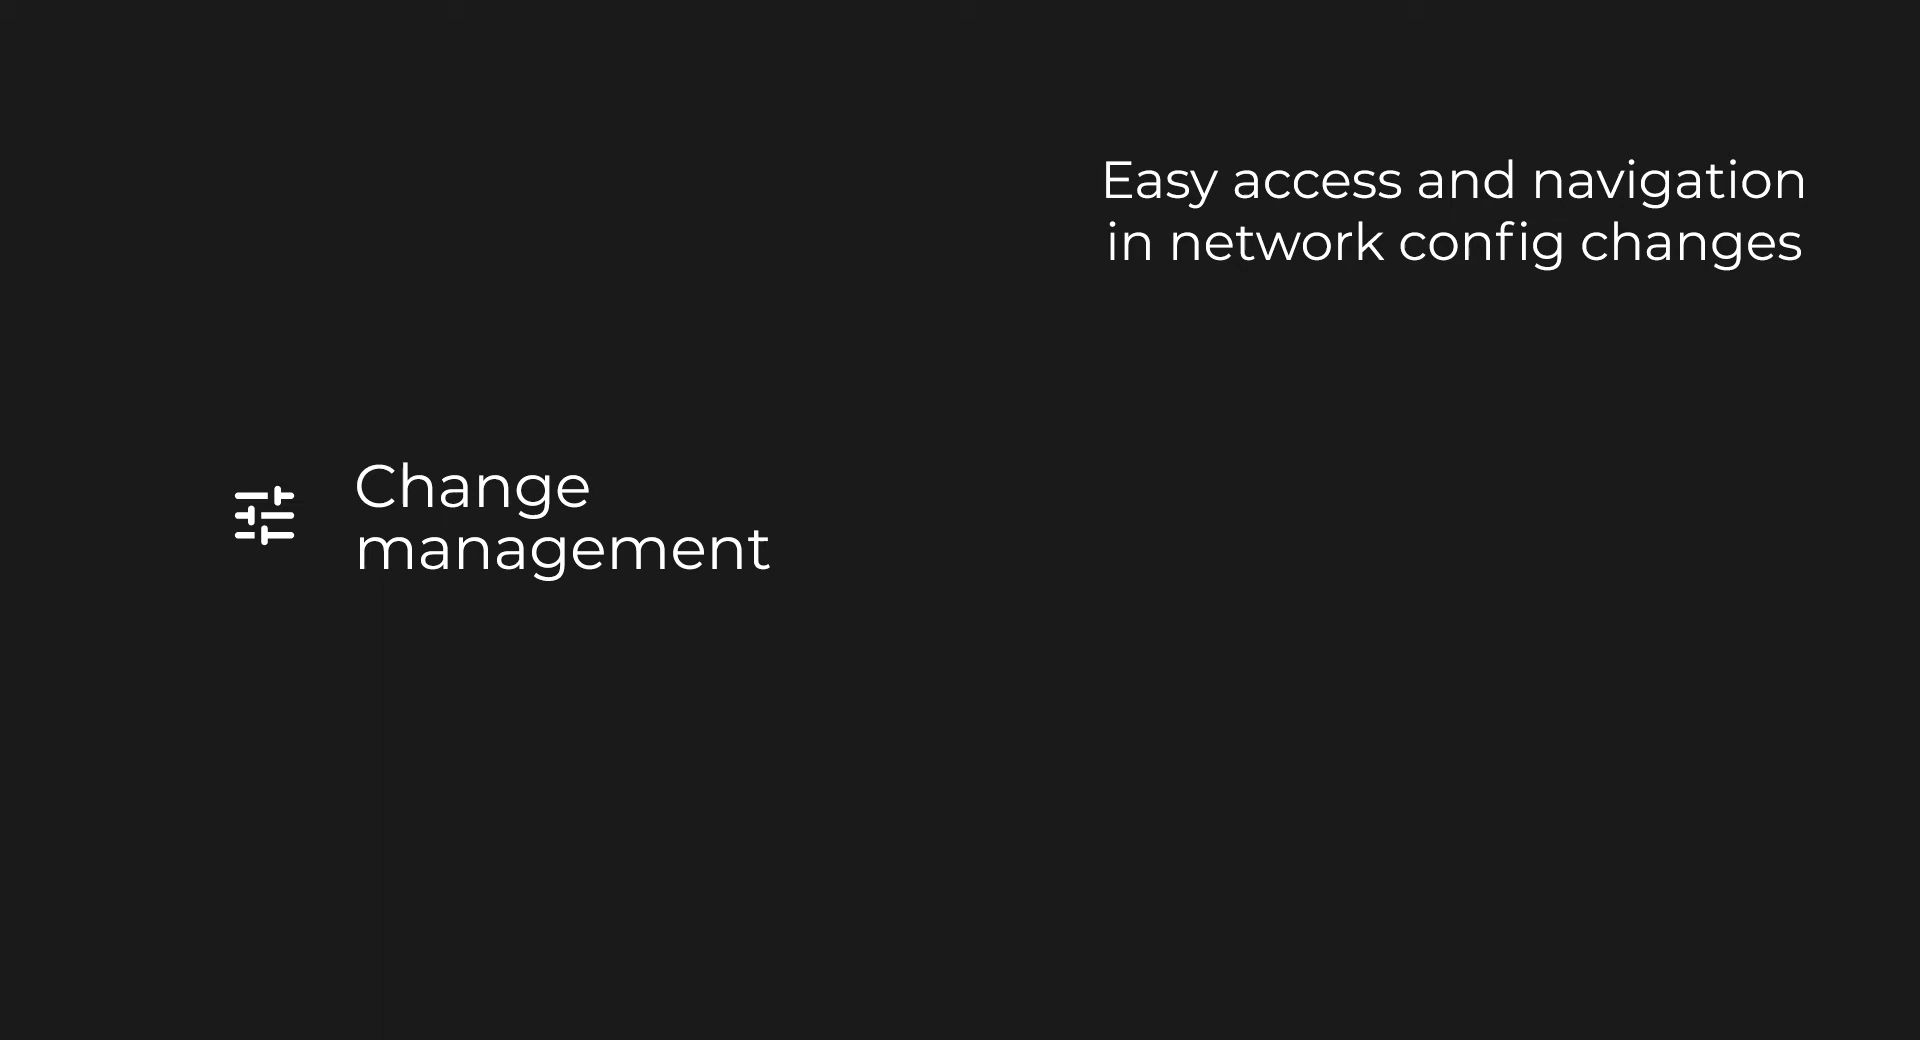 Easy access and navigation
in network config changes
Change
management